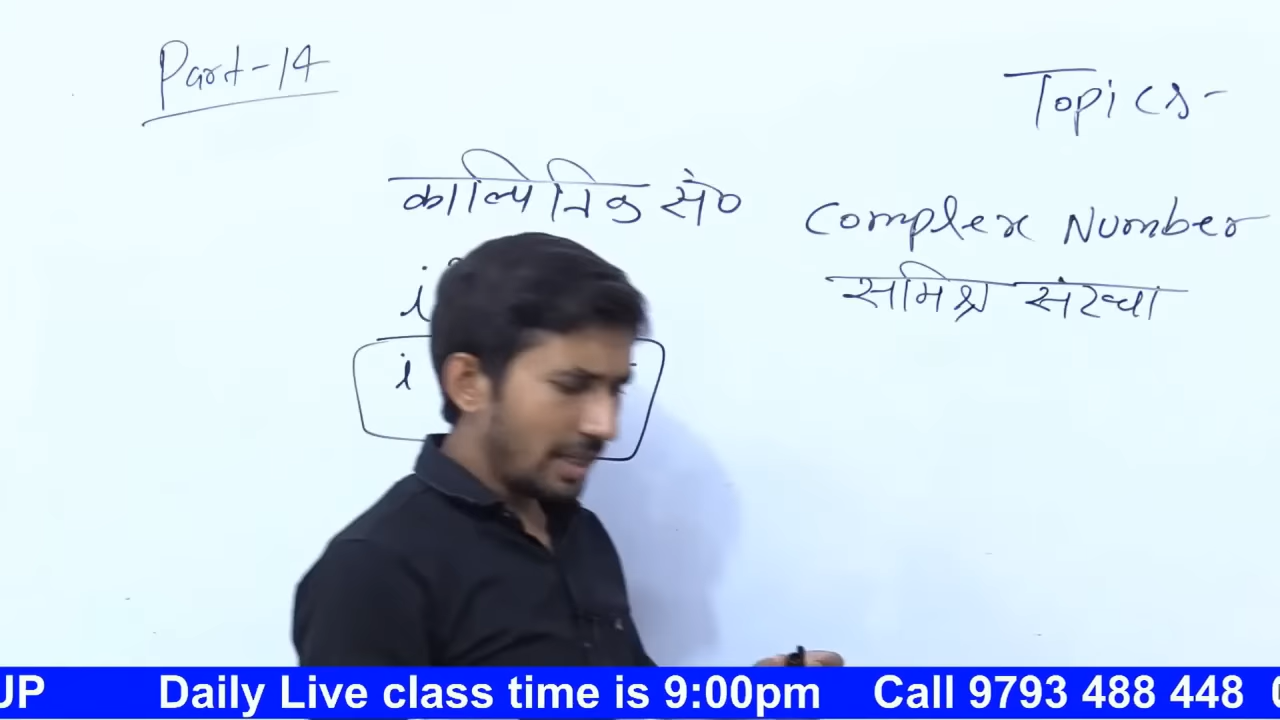 Part-14
Topics-
काल्पनिक सं०
Complex Number
समिश्र संख्या
i
i
UP Daily Live class time is 9:00pm Call 9793 488 448